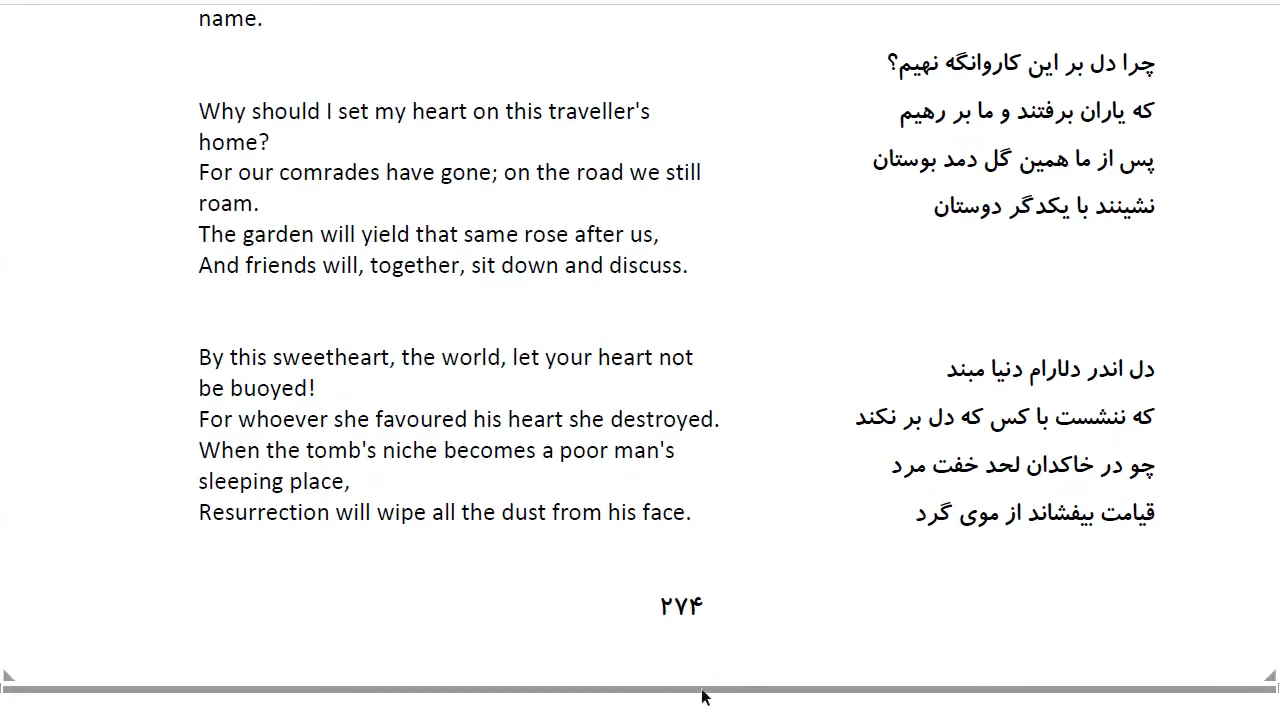 name.
Why should I set my heart on this traveller's
home?
For our comrades have gone; on the road we still
roam.
The garden will yield that same rose after us,
And friends will, together, sit down and discuss.
By this sweetheart, the world, let your heart not
be buoyed!
For whoever she favoured his heart she destroyed.
When the tomb's niche becomes a poor man's
sleeping place,
Resurrection will wipe all the dust from his face.
چرا دل بر این کاروانگه نهیم؟
که یاران برفتند و ما بر رهیم
پس از ما همین گل دمد بوستان
نشینند با یکدگر دوستان
دل اندر دلارام دنیا مبند
که ننشست با کس که دل بر نکند
چو در خاکدان لحد خفت مرد
قیامت بیفشاند از موی گرد
۲۷۴